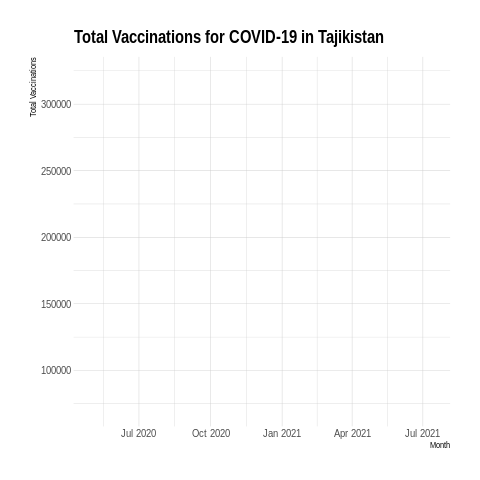 Total Vaccinations for COVID-19 in Tajikistan
Total Vaccinations
300000
250000
200000
150000
100000
Jul 2020 Oct 2020 Jan 2021 Apr 2021 Jul 2021
Month